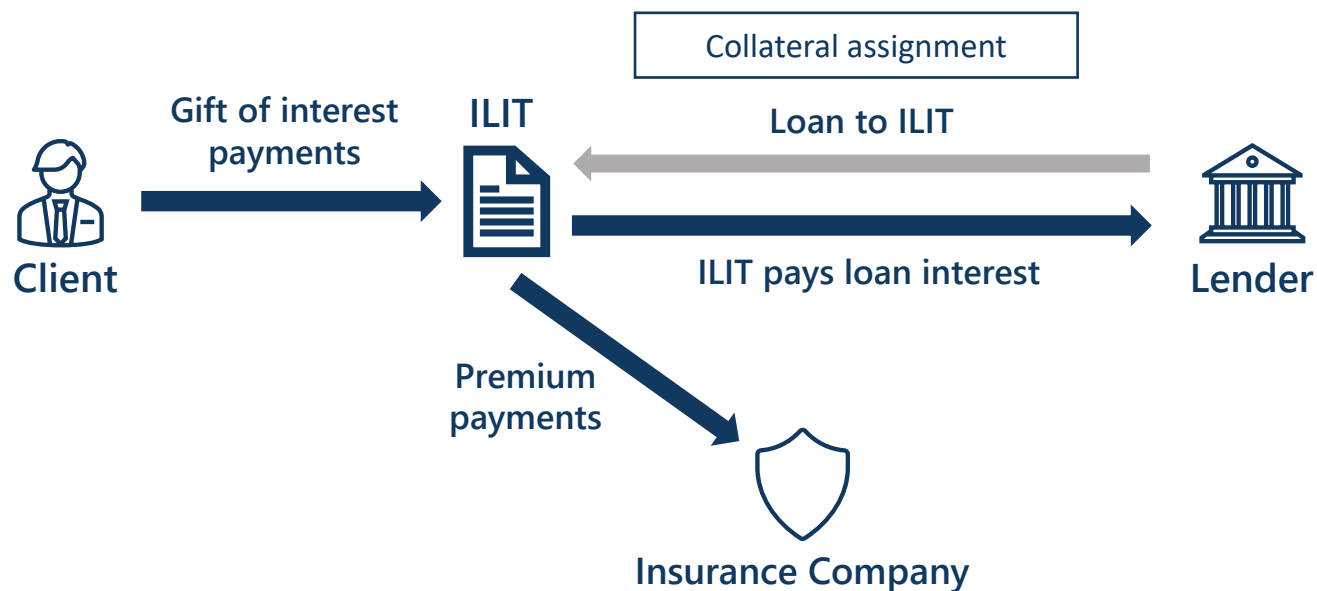 Collateral assignment
Gift of interest
payments
ILIT
Loan to ILIT
Client
ILIT pays loan interest
Lender
Premium
payments
Insurance Company